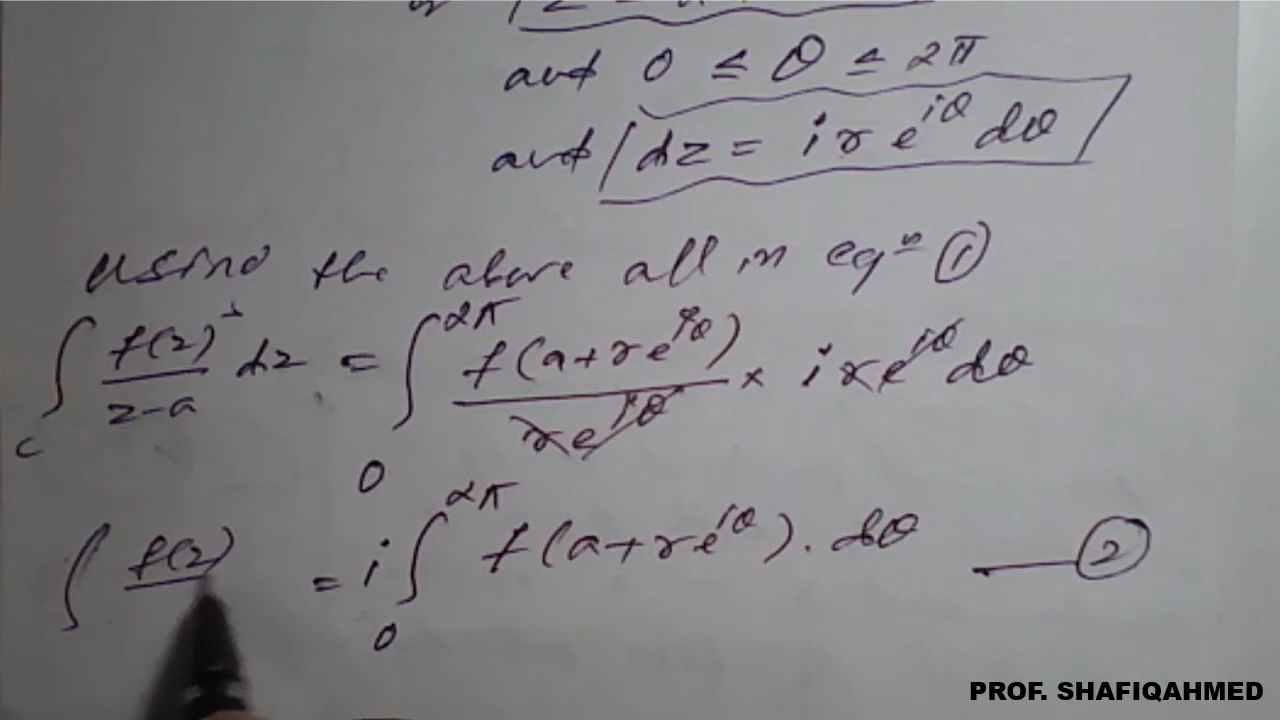 and 0 ≤ θ ≤ 2π
and dz = i r e^{iθ} dθ
using the above all in eqⁿ ①
∫_C f(z)/(z-a) dz = ∫_0^{2π} f(a+re^{iθ})/(re^{iθ}) × i r e^{iθ} dθ
∫ f(z) = i ∫_0^{2π} f(a+re^{iθ}). dθ — ②
PROF. SHAFIQAHMED